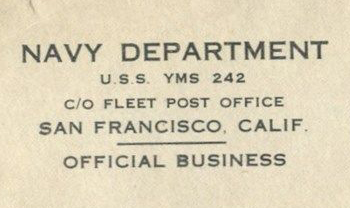 NAVY DEPARTMENT
U.S.S. YMS 242
C/O FLEET POST OFFICE
SAN FRANCISCO, CALIF.
OFFICIAL BUSINESS